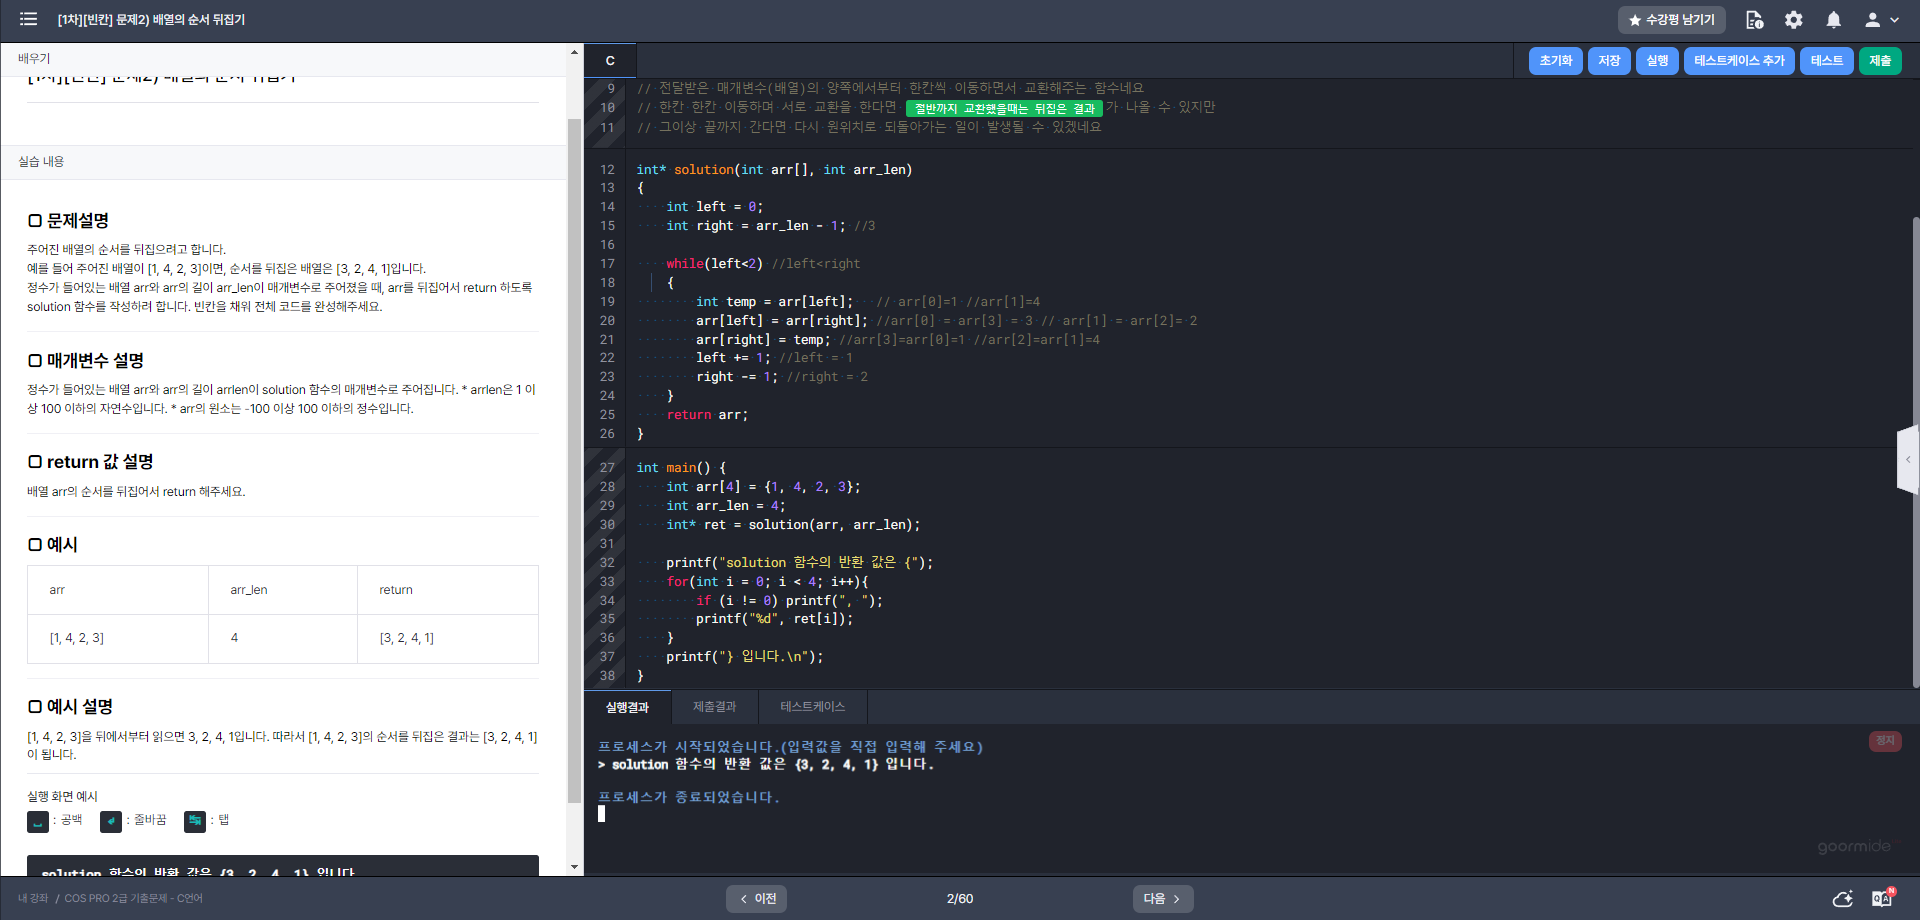 [1차][빈칸] 문제2) 배열의 순서 뒤집기
수강평 남기기
배우기
[1차][빈칸] 문제2) 배열의 순서 뒤집기
실습 내용
문제설명
주어진 배열의 순서를 뒤집으려고 합니다.
예를 들어 주어진 배열이 [1, 4, 2, 3]이면, 순서를 뒤집은 배열은 [3, 2, 4, 1]입니다.
정수가 들어있는 배열 arr와 arr의 길이 arr_len이 매개변수로 주어졌을 때, arr를 뒤집어서 return 하도록
solution 함수를 작성하려 합니다. 빈칸을 채워 전체 코드를 완성해주세요.
매개변수 설명
정수가 들어있는 배열 arr와 arr의 길이 arrlen이 solution 함수의 매개변수로 주어집니다. * arrlen은 1 이
상 100 이하의 자연수입니다. * arr의 원소는 -100 이상 100 이하의 정수입니다.
return 값 설명
배열 arr의 순서를 뒤집어서 return 해주세요.
예시
arr arr_len return
[1, 4, 2, 3] 4 [3, 2, 4, 1]
예시 설명
[1, 4, 2, 3]을 뒤에서부터 읽으면 3, 2, 4, 1입니다. 따라서 [1, 4, 2, 3]의 순서를 뒤집은 결과는 [3, 2, 4, 1]
이 됩니다.
실행 화면 예시
: 공백 : 줄바꿈 : 탭
solution 함수의 반환 값은 {3, 2, 4, 1} 입니다
C
초기화 저장 실행 테스트케이스 추가 테스트 제출
9 // 전달받은 매개변수(배열)의 양쪽에서부터 한칸씩 이동하면서 교환해주는 함수네요
10 // 한칸 한칸 이동하며 서로 교환을 한다면 절반까지 교환했을때는 뒤집은 결과 가 나올 수 있지만
11 // 그이상 끝까지 간다면 다시 원위치로 되돌아가는 일이 발생될 수 있겠네요
12 int* solution(int arr[], int arr_len)
13 {
14 int left = 0;
15 int right = arr_len - 1; //3
16
17 while(left<2) //left<right
18 {
19 int temp = arr[left]; // arr[0]=1 //arr[1]=4
20 arr[left] = arr[right]; //arr[0] = arr[3] = 3 // arr[1] = arr[2]= 2
21 arr[right] = temp; //arr[3]=arr[0]=1 //arr[2]=arr[1]=4
22 left += 1; //left = 1
23 right -= 1; //right = 2
24 }
25 return arr;
26 }
27 int main() {
28 int arr[4] = {1, 4, 2, 3};
29 int arr_len = 4;
30 int* ret = solution(arr, arr_len);
31
32 printf("solution 함수의 반환 값은 {");
33 for(int i = 0; i < 4; i++){
34 if (i != 0) printf(", ");
35 printf("%d", ret[i]);
36 }
37 printf("} 입니다.\n");
38 }
실행결과 제출결과 테스트케이스
프로세스가 시작되었습니다.(입력값을 직접 입력해 주세요)
정지
> solution 함수의 반환 값은 {3, 2, 4, 1} 입니다.
프로세스가 종료되었습니다.
goormide
내 강좌 / COS PRO 2급 기출문제 - C언어
이전 2/60 다음
Q A N